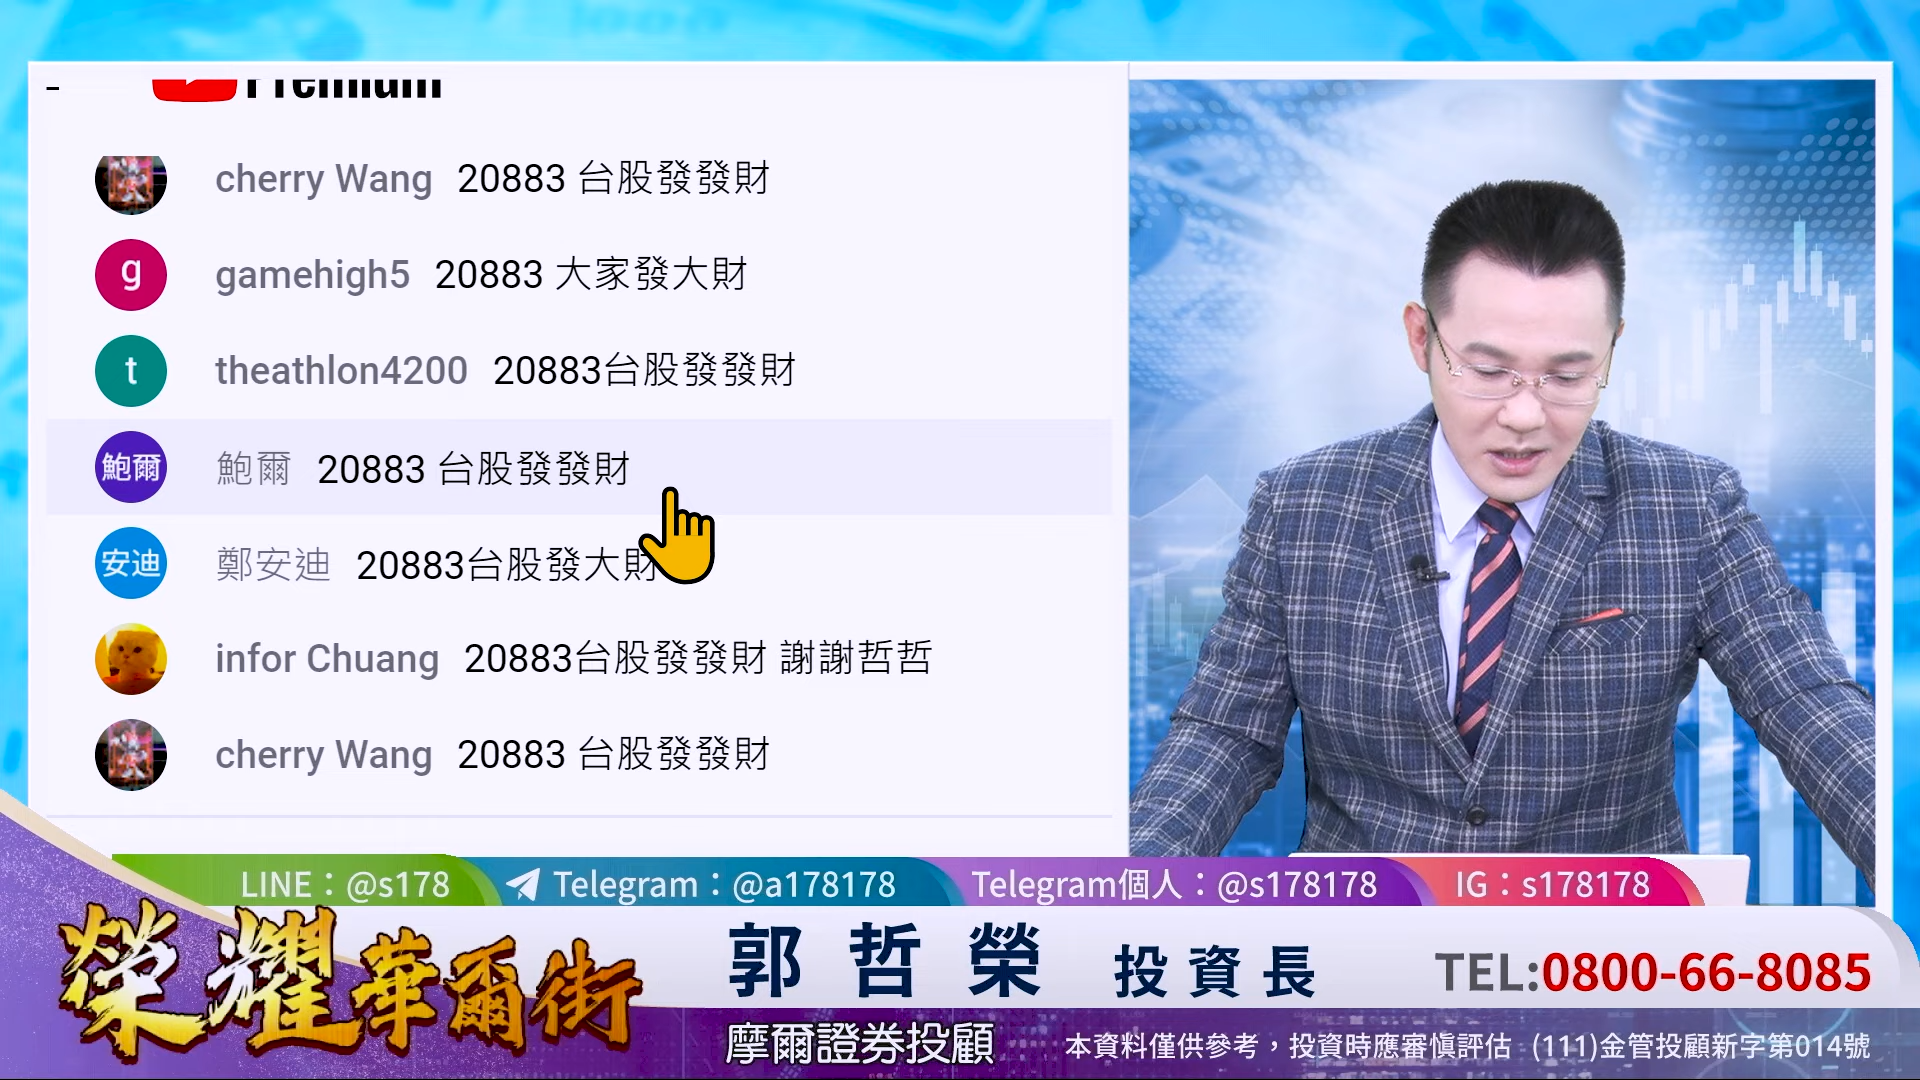 Premium
cherry Wang 20883 台股發發財
g gamehigh5 20883 大家發大財
t theathlon4200 20883台股發發財
鮑爾 鮑爾 20883 台股發發財
安迪 鄭安迪 20883台股發大財
infor Chuang 20883台股發發財 謝謝哲哲
cherry Wang 20883 台股發發財
LINE：@s178 Telegram：@a178178 Telegram個人：@s178178 IG：s178178
榮耀華爾街
郭哲榮 投資長 TEL:0800-66-8085
摩爾證券投顧 本資料僅供參考，投資時應審慎評估 (111)金管投顧新字第014號